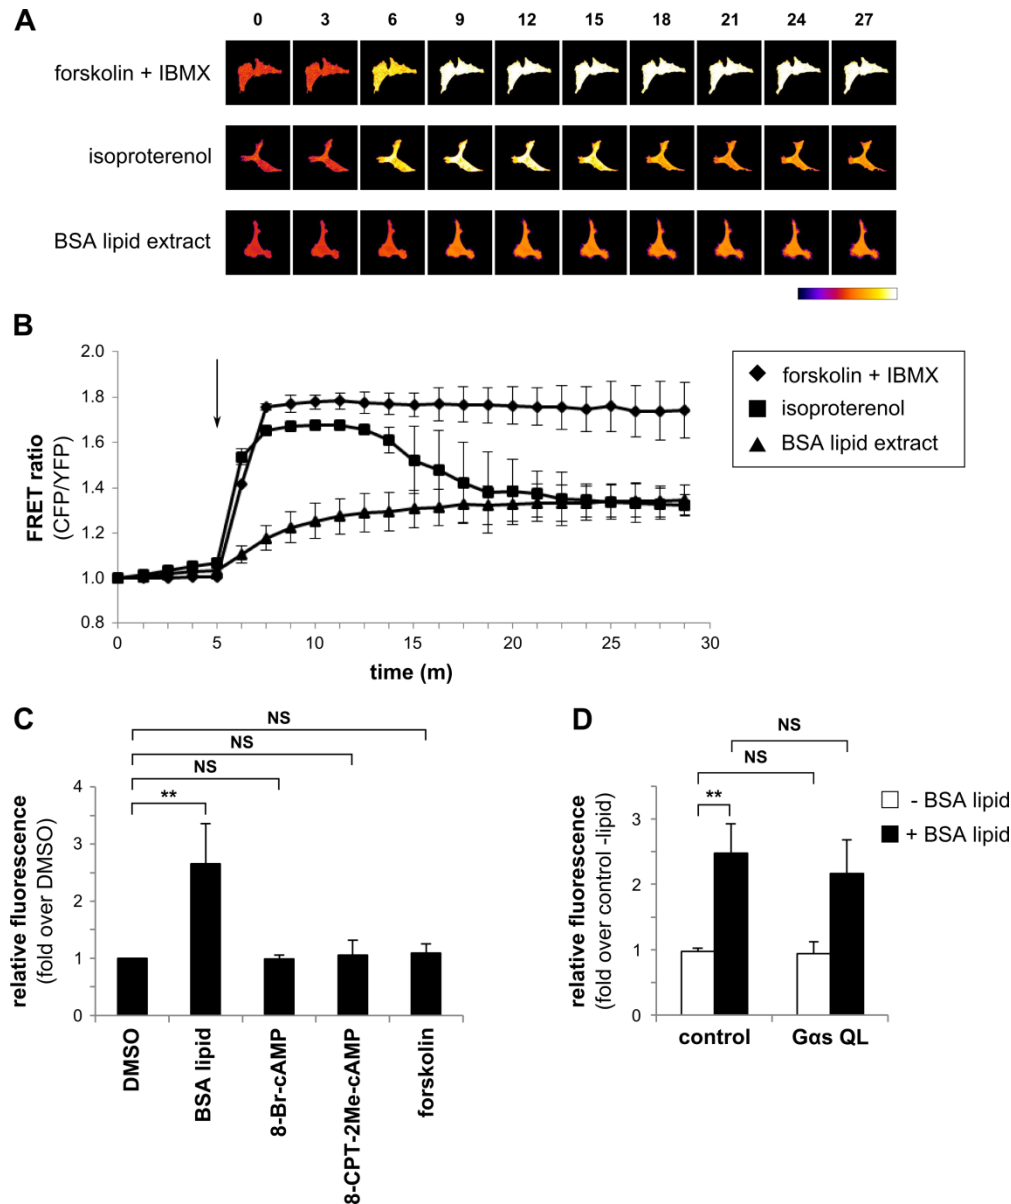 A
0 3 6 9 12 15 18 21 24 27
forskolin + IBMX
isoproterenol
BSA lipid extract
B
2.0
1.8
1.6
1.4
1.2
1.0
0.8
FRET ratio
(CFP/YFP)
0 5 10 15 20 25 30
time (m)
forskolin + IBMX
isoproterenol
BSA lipid extract
C
NS
NS
NS
**
4
3
2
1
0
relative fluorescence
(fold over DMSO)
DMSO
BSA lipid
8-Br-cAMP
8-CPT-2Me-cAMP
forskolin
D
NS
NS
**
3
2
1
0
relative fluorescence
(fold over control -lipid)
control
Gαs QL
- BSA lipid
+ BSA lipid